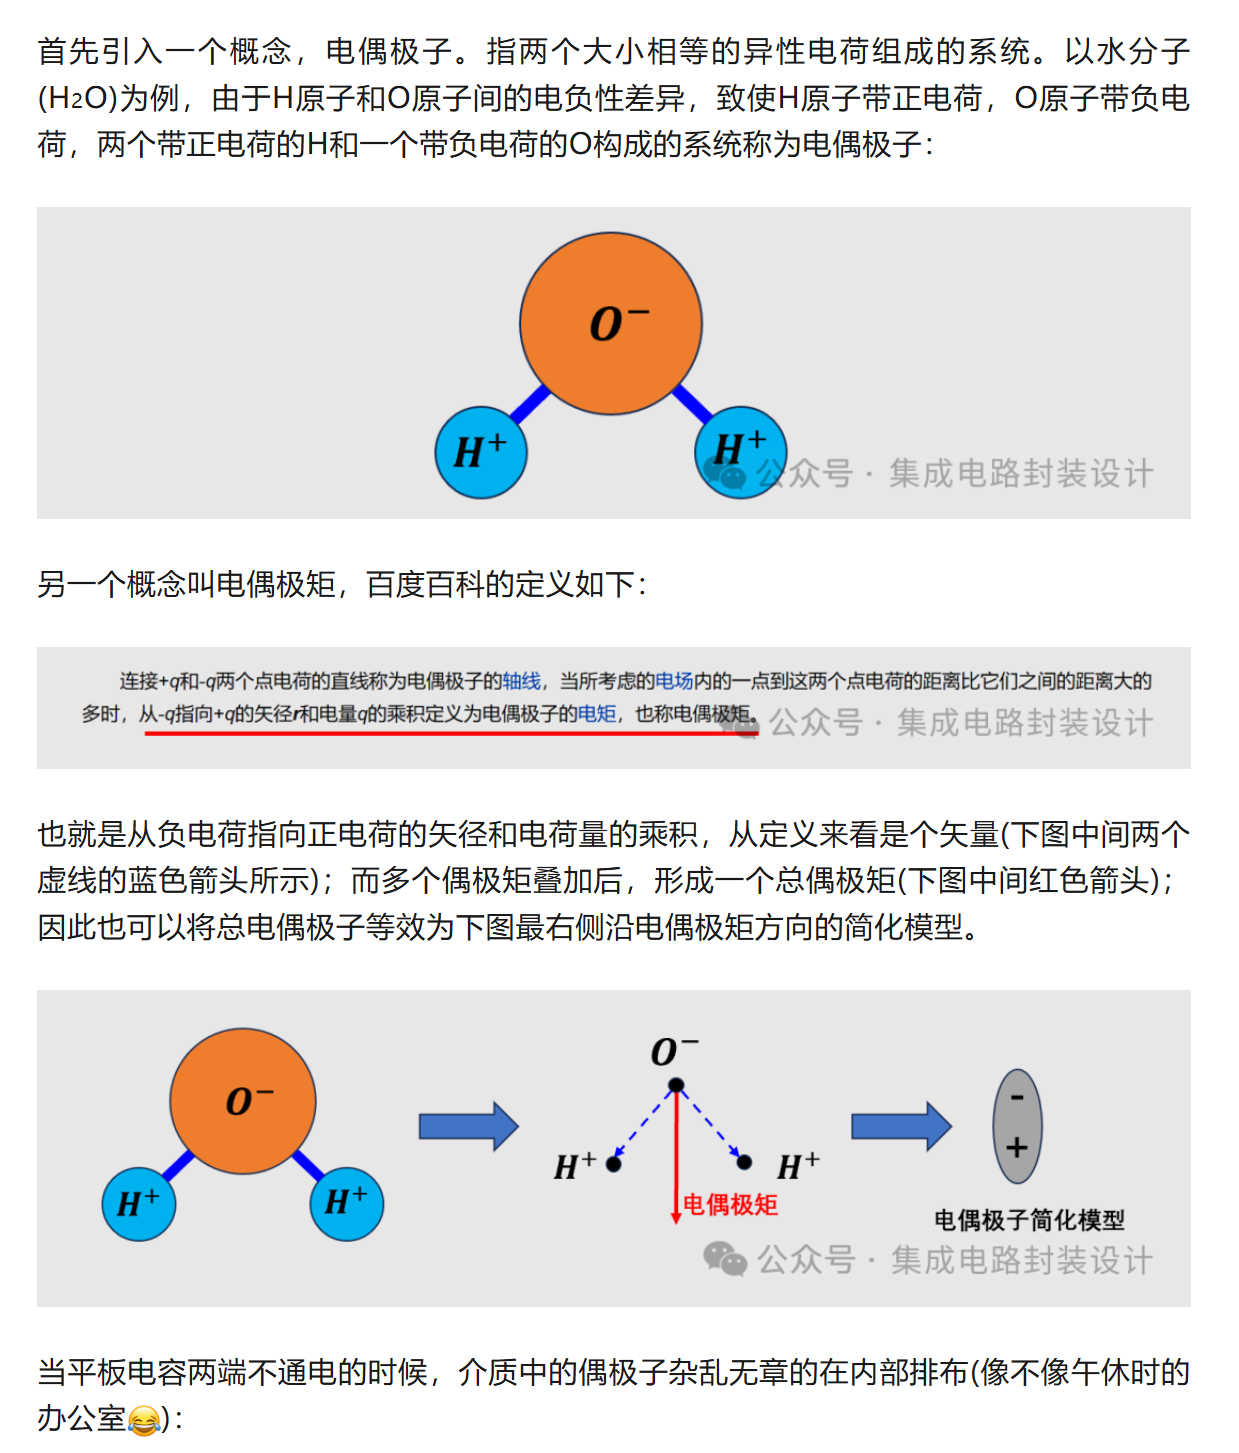 首先引入一个概念，电偶极子。指两个大小相等的异性电荷组成的系统。以水分子
(H₂O)为例，由于H原子和O原子间的电负性差异，致使H原子带正电荷，O原子带负电
荷，两个带正电荷的H和一个带负电荷的O构成的系统称为电偶极子：
O⁻
H⁺
H⁺
公众号 · 集成电路封装设计
另一个概念叫电偶极矩，百度百科的定义如下：
连接+q和-q两个点电荷的直线称为电偶极子的轴线，当所考虑的电场内的一点到这两个点电荷的距离比它们之间的距离大的
多时，从-q指向+q的矢径r和电量q的乘积定义为电偶极子的电矩，也称电偶极矩。
公众号 · 集成电路封装设计
也就是从负电荷指向正电荷的矢径和电荷量的乘积，从定义来看是个矢量(下图中间两个
虚线的蓝色箭头所示)；而多个偶极矩叠加后，形成一个总偶极矩(下图中间红色箭头)；
因此也可以将总电偶极子等效为下图最右侧沿电偶极矩方向的简化模型。
O⁻
H⁺
H⁺
O⁻
H⁺
H⁺
电偶极矩
-
+
电偶极子简化模型
公众号 · 集成电路封装设计
当平板电容两端不通电的时候，介质中的偶极子杂乱无章的在内部排布(像不像午休时的
办公室😂)：